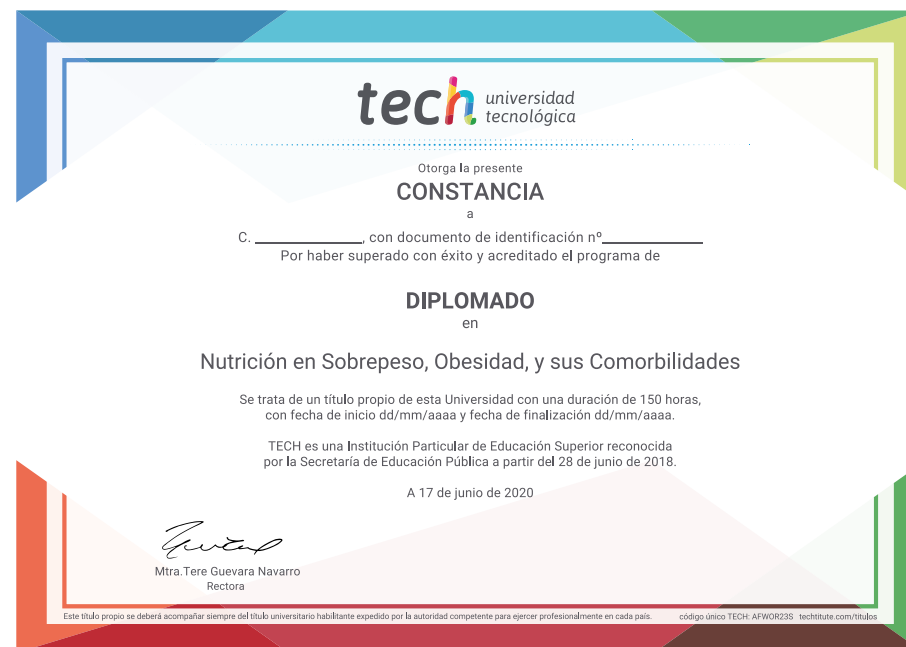 tech universidad
tecnológica
Otorga la presente
CONSTANCIA
a
C. ______________, con documento de identificación nº_____________
Por haber superado con éxito y acreditado el programa de
DIPLOMADO
en
Nutrición en Sobrepeso, Obesidad, y sus Comorbilidades
Se trata de un título propio de esta Universidad con una duración de 150 horas,
con fecha de inicio dd/mm/aaaa y fecha de finalización dd/mm/aaaa.
TECH es una Institución Particular de Educación Superior reconocida
por la Secretaría de Educación Pública a partir del 28 de junio de 2018.
A 17 de junio de 2020
Mtra.Tere Guevara Navarro
Rectora
Este título propio se deberá acompañar siempre del título universitario habilitante expedido por la autoridad competente para ejercer profesionalmente en cada país. código único TECH: AFWOR23S techtitute.com/titulos